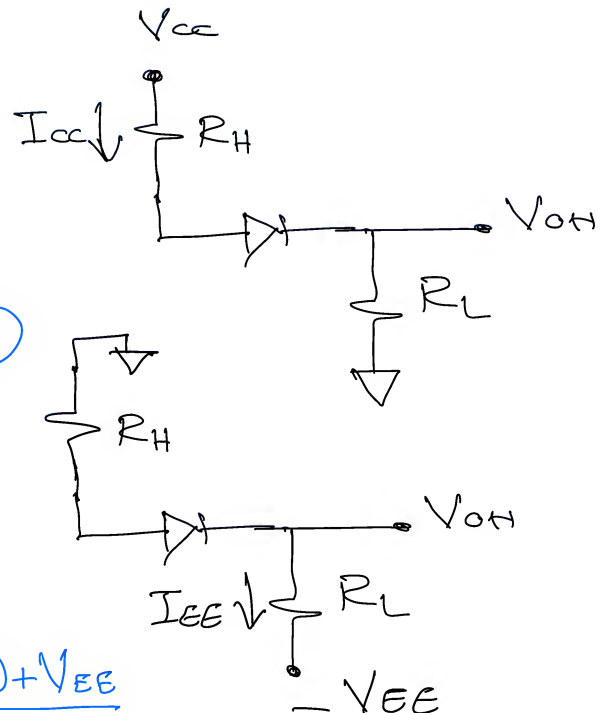 Vcc
Icc RH
VOH
RL
RH
VOH
IEE RL
)+VEE
- VEE